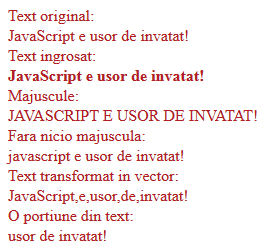 Text original:
JavaScript e usor de invatat!
Text ingrosat:
JavaScript e usor de invatat!
Majuscule:
JAVASCRIPT E USOR DE INVATAT!
Fara nicio majuscula:
javascript e usor de invatat!
Text transformat in vector:
JavaScript,e,usor,de,invatat!
O portiune din text:
usor de invatat!